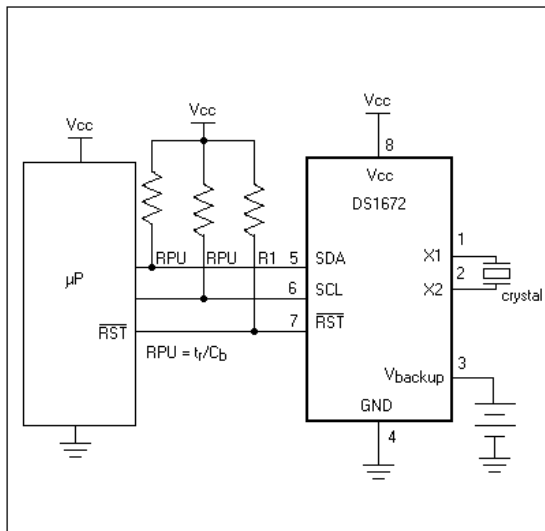 Vcc
Vcc
Vcc
8
Vcc
DS1672
RPU
RPU
R1
5
SDA
X1
1
µP
6
SCL
X2
2
crystal
RST
7
RST
RPU = tr/Cb
Vbackup
3
GND
4